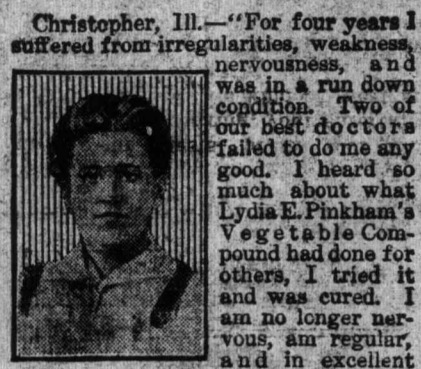 Christopher, Ill.—"For four years I
suffered from irregularities, weakness,
nervousness, and
was in a run down
condition. Two of
our best doctors
failed to do me any
good. I heard so
much about what
Lydia E. Pinkham's
Vegetable Com-
pound had done for
others, I tried it
and was cured. I
am no longer ner-
vous, am regular,
and in excellent